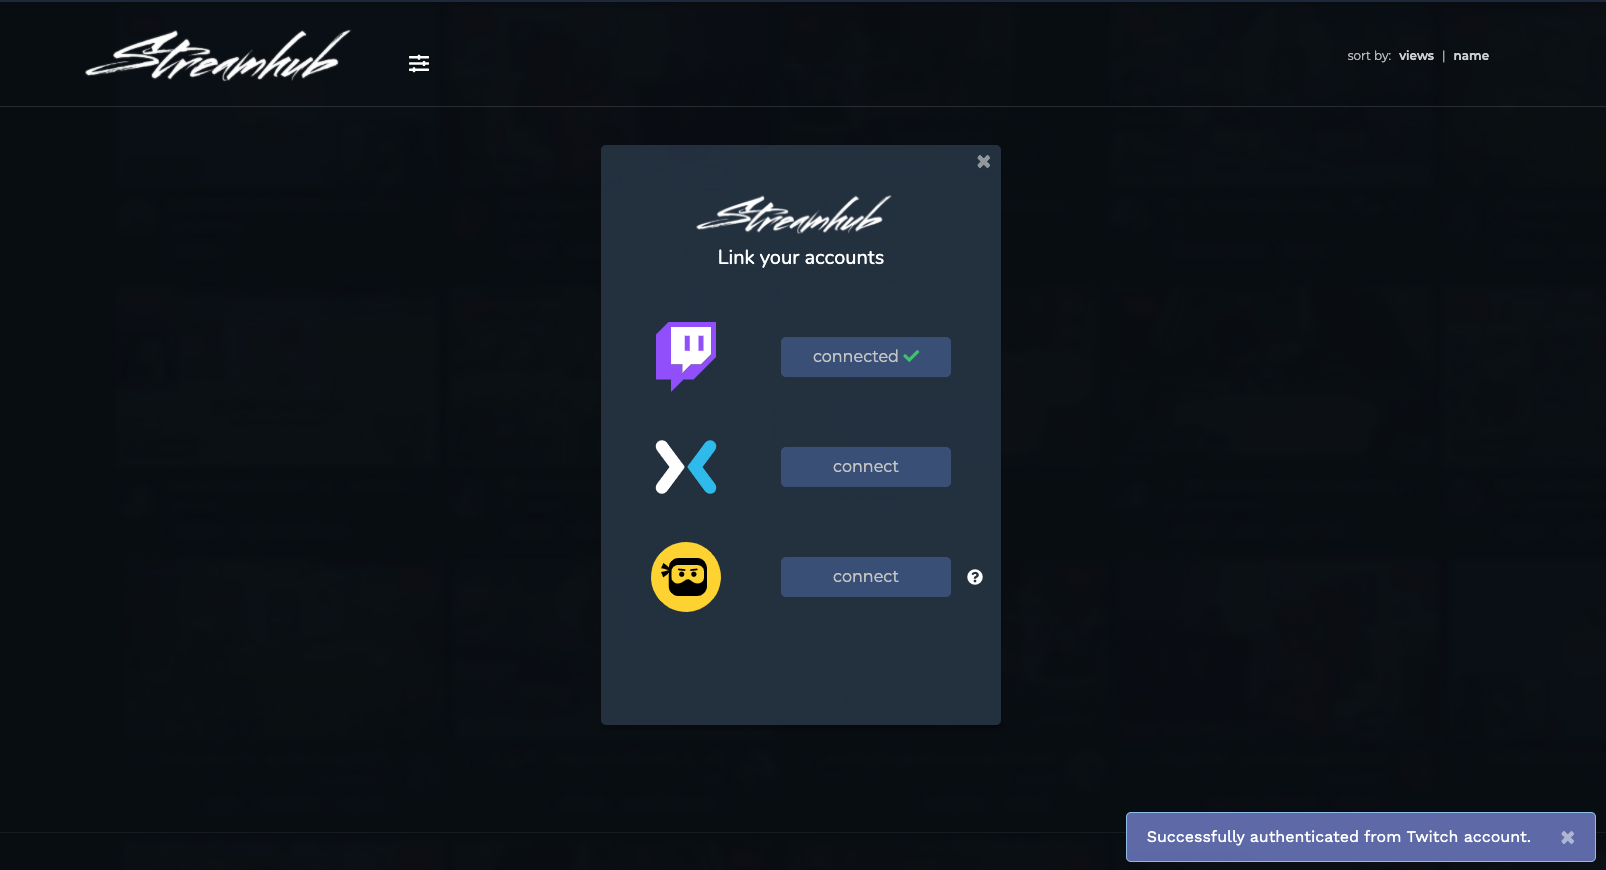 Streamhub
sort by: views | name
Streamhub
Link your accounts
connected
connect
connect
Successfully authenticated from Twitch account.